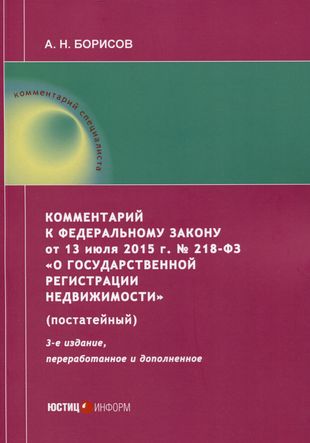 А. Н. БОРИСОВ
комментарий специалиста
КОММЕНТАРИЙ
К ФЕДЕРАЛЬНОМУ ЗАКОНУ
от 13 июля 2015 г. № 218-ФЗ
«О ГОСУДАРСТВЕННОЙ
РЕГИСТРАЦИИ
НЕДВИЖИМОСТИ»
(постатейный)
3-е издание,
переработанное и дополненное
ЮСТИЦ ИНФОРМ